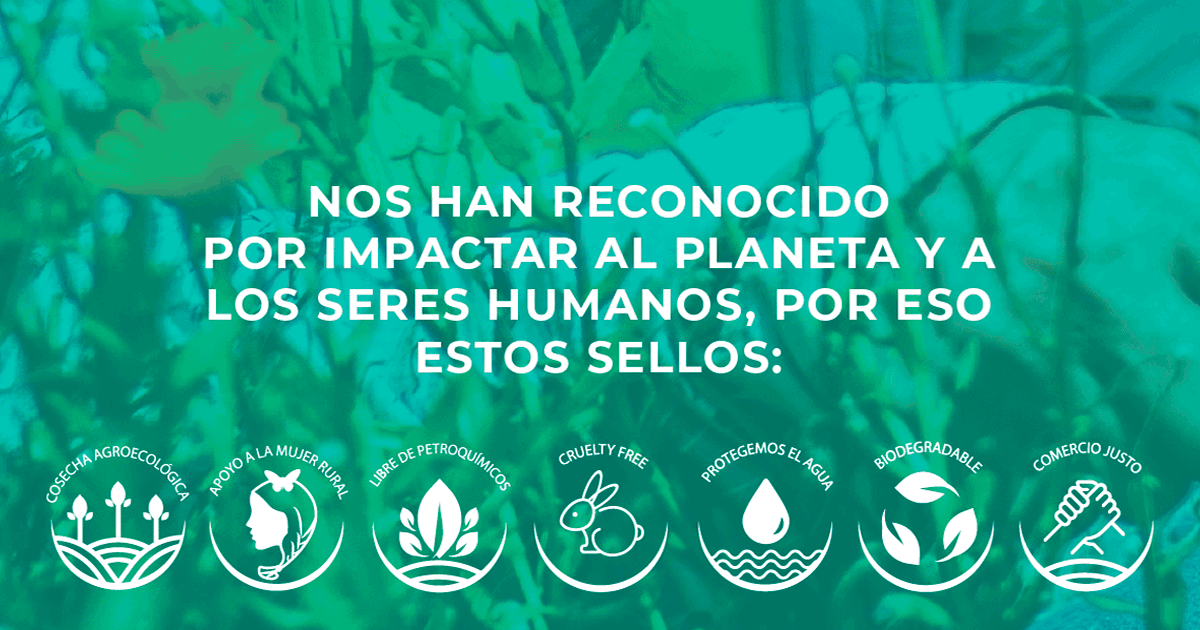 NOS HAN RECONOCIDO
POR IMPACTAR AL PLANETA Y A
LOS SERES HUMANOS, POR ESO
ESTOS SELLOS:
COSECHA AGROECOLÓGICA
APOYO A LA MUJER RURAL
LIBRE DE PETROQUÍMICOS
CRUELTY FREE
PROTEGEMOS EL AGUA
BIODEGRADABLE
COMERCIO JUSTO